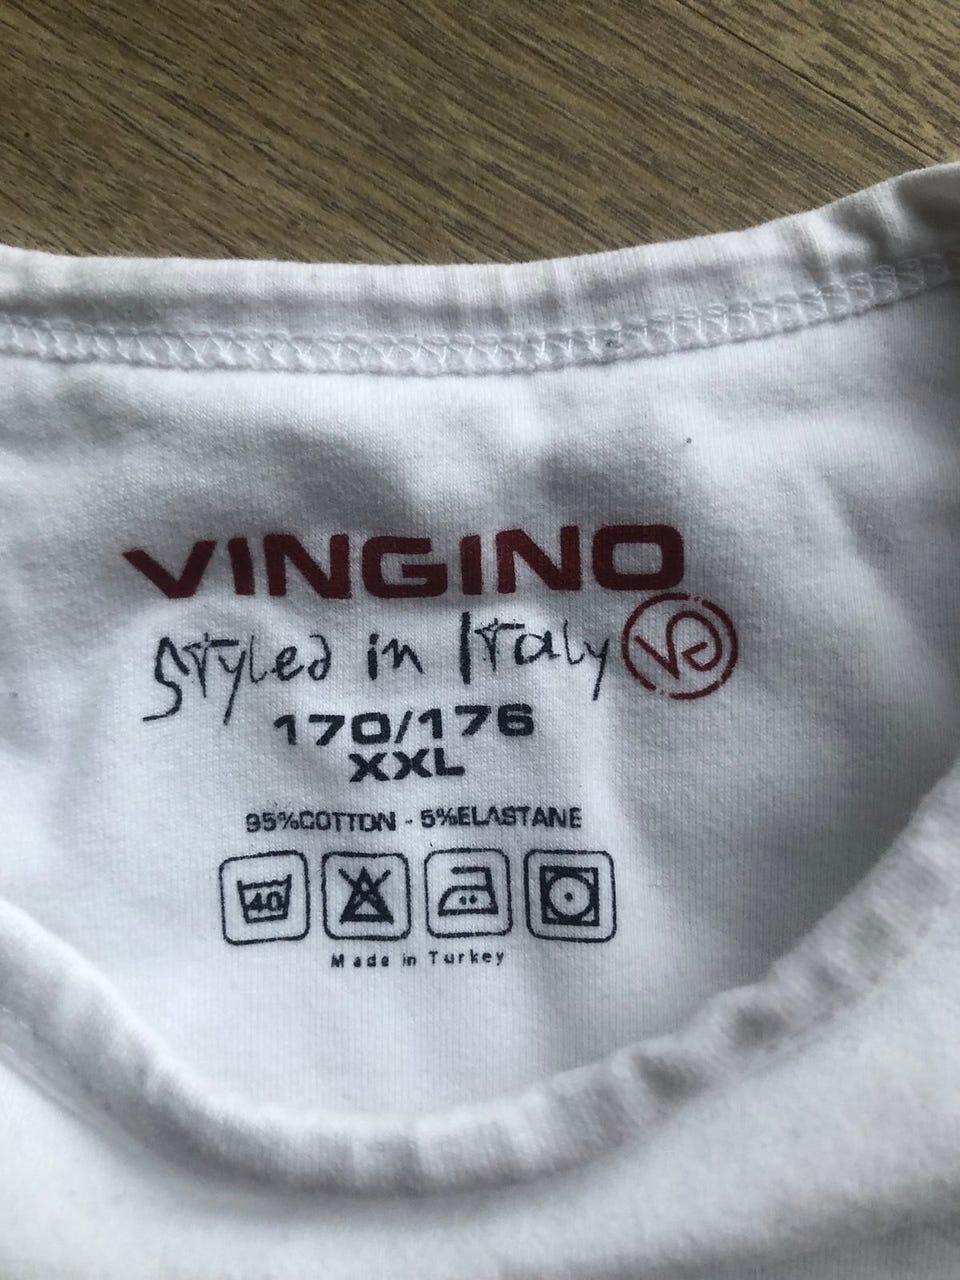 VINGINO
Styled in Italy
170/176
XXL
95%COTTON - 5%ELASTANE
40
Made in Turkey